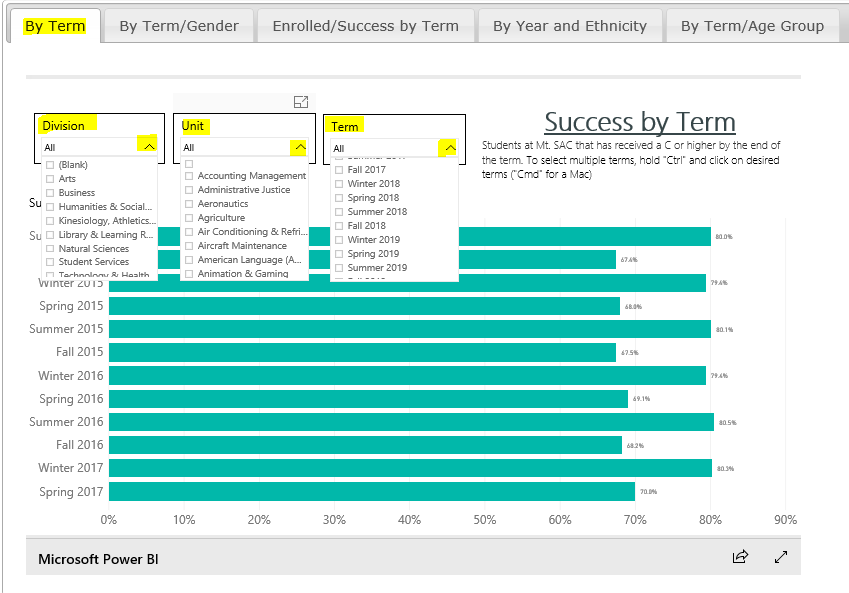 By Term
By Term/Gender
Enrolled/Success by Term
By Year and Ethnicity
By Term/Age Group
Division
All
(Blank)
Arts
Business
Humanities & Social...
Kinesiology, Athletics...
Library & Learning R...
Natural Sciences
Student Services
Technology & Health
Unit
All
Accounting Management
Administrative Justice
Aeronautics
Agriculture
Air Conditioning & Refri...
Aircraft Maintenance
American Language (A...
Animation & Gaming
Term
All
Fall 2017
Winter 2018
Spring 2018
Summer 2018
Fall 2018
Winter 2019
Spring 2019
Summer 2019
Success by Term
Students at Mt. SAC that has received a C or higher by the end of
the term. To select multiple terms, hold "Ctrl" and click on desired
terms ("Cmd" for a Mac)
Su
Su
80.0%
67.6%
Winter 2015 79.4%
Spring 2015 68.0%
Summer 2015 80.1%
Fall 2015 67.5%
Winter 2016 79.4%
Spring 2016 69.1%
Summer 2016 80.5%
Fall 2016 68.2%
Winter 2017 80.3%
Spring 2017 70.0%
0% 10% 20% 30% 40% 50% 60% 70% 80% 90%
Microsoft Power BI